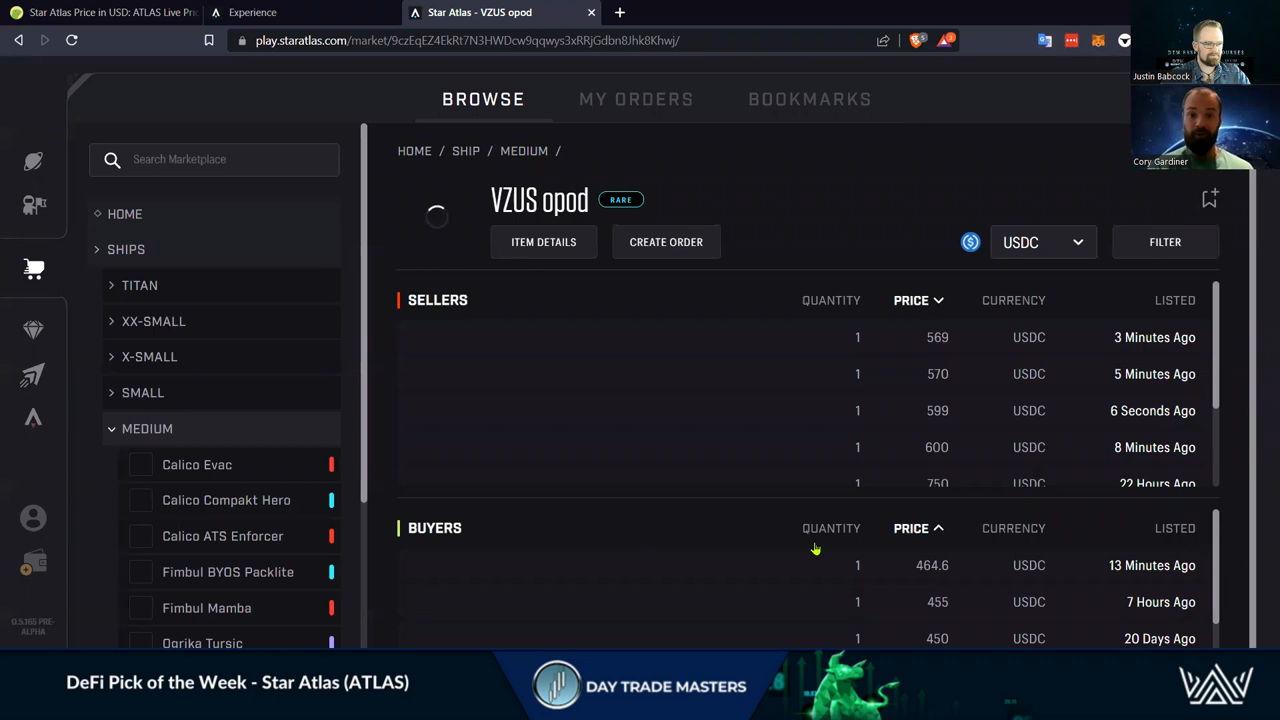 Star Atlas Price in USD: ATLAS Live Pri
Experience
Star Atlas - VZUS opod
play.staratlas.com/market/9czEqEZ4EkRt7N3HWDcw9qqwys3xRRjGdbn8Jhk8Khwj/
BROWSE
MY ORDERS
BOOKMARKS
Justin Babcock
Cory Gardiner
Search Marketplace
HOME
SHIPS
TITAN
XX-SMALL
X-SMALL
SMALL
MEDIUM
Calico Evac
Calico Compakt Hero
Calico ATS Enforcer
Fimbul BYOS Packlite
Fimbul Mamba
Ogrika Tursic
0.5.165 PRE-
ALPHA
HOME / SHIP / MEDIUM /
VZUS opod
RARE
ITEM DETAILS
CREATE ORDER
USDC
FILTER
SELLERS QUANTITY PRICE CURRENCY LISTED
1 569 USDC 3 Minutes Ago
1 570 USDC 5 Minutes Ago
1 599 USDC 6 Seconds Ago
1 600 USDC 8 Minutes Ago
1 750 USDC 22 Hours Ago
BUYERS QUANTITY PRICE CURRENCY LISTED
1 464.6 USDC 13 Minutes Ago
1 455 USDC 7 Hours Ago
1 450 USDC 20 Days Ago
DeFi Pick of the Week - Star Atlas (ATLAS)
DAY TRADE MASTERS